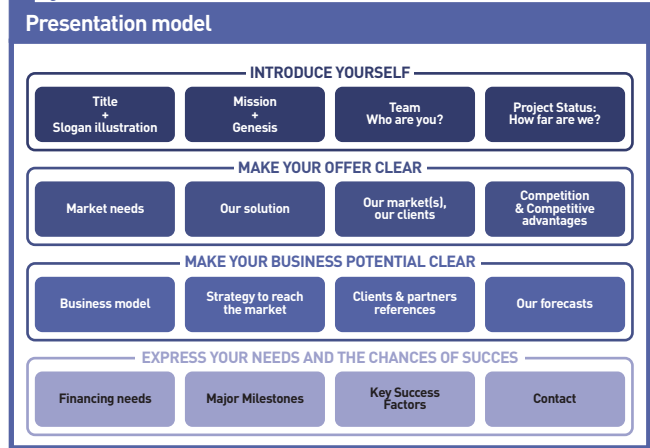 Presentation model
INTRODUCE YOURSELF
Title
+
Slogan illustration
Mission
+
Genesis
Team
Who are you?
Project Status:
How far are we?
MAKE YOUR OFFER CLEAR
Market needs
Our solution
Our market(s),
our clients
Competition
& Competitive
advantages
MAKE YOUR BUSINESS POTENTIAL CLEAR
Business model
Strategy to reach
the market
Clients & partners
references
Our forecasts
EXPRESS YOUR NEEDS AND THE CHANCES OF SUCCES
Financing needs
Major Milestones
Key Success
Factors
Contact